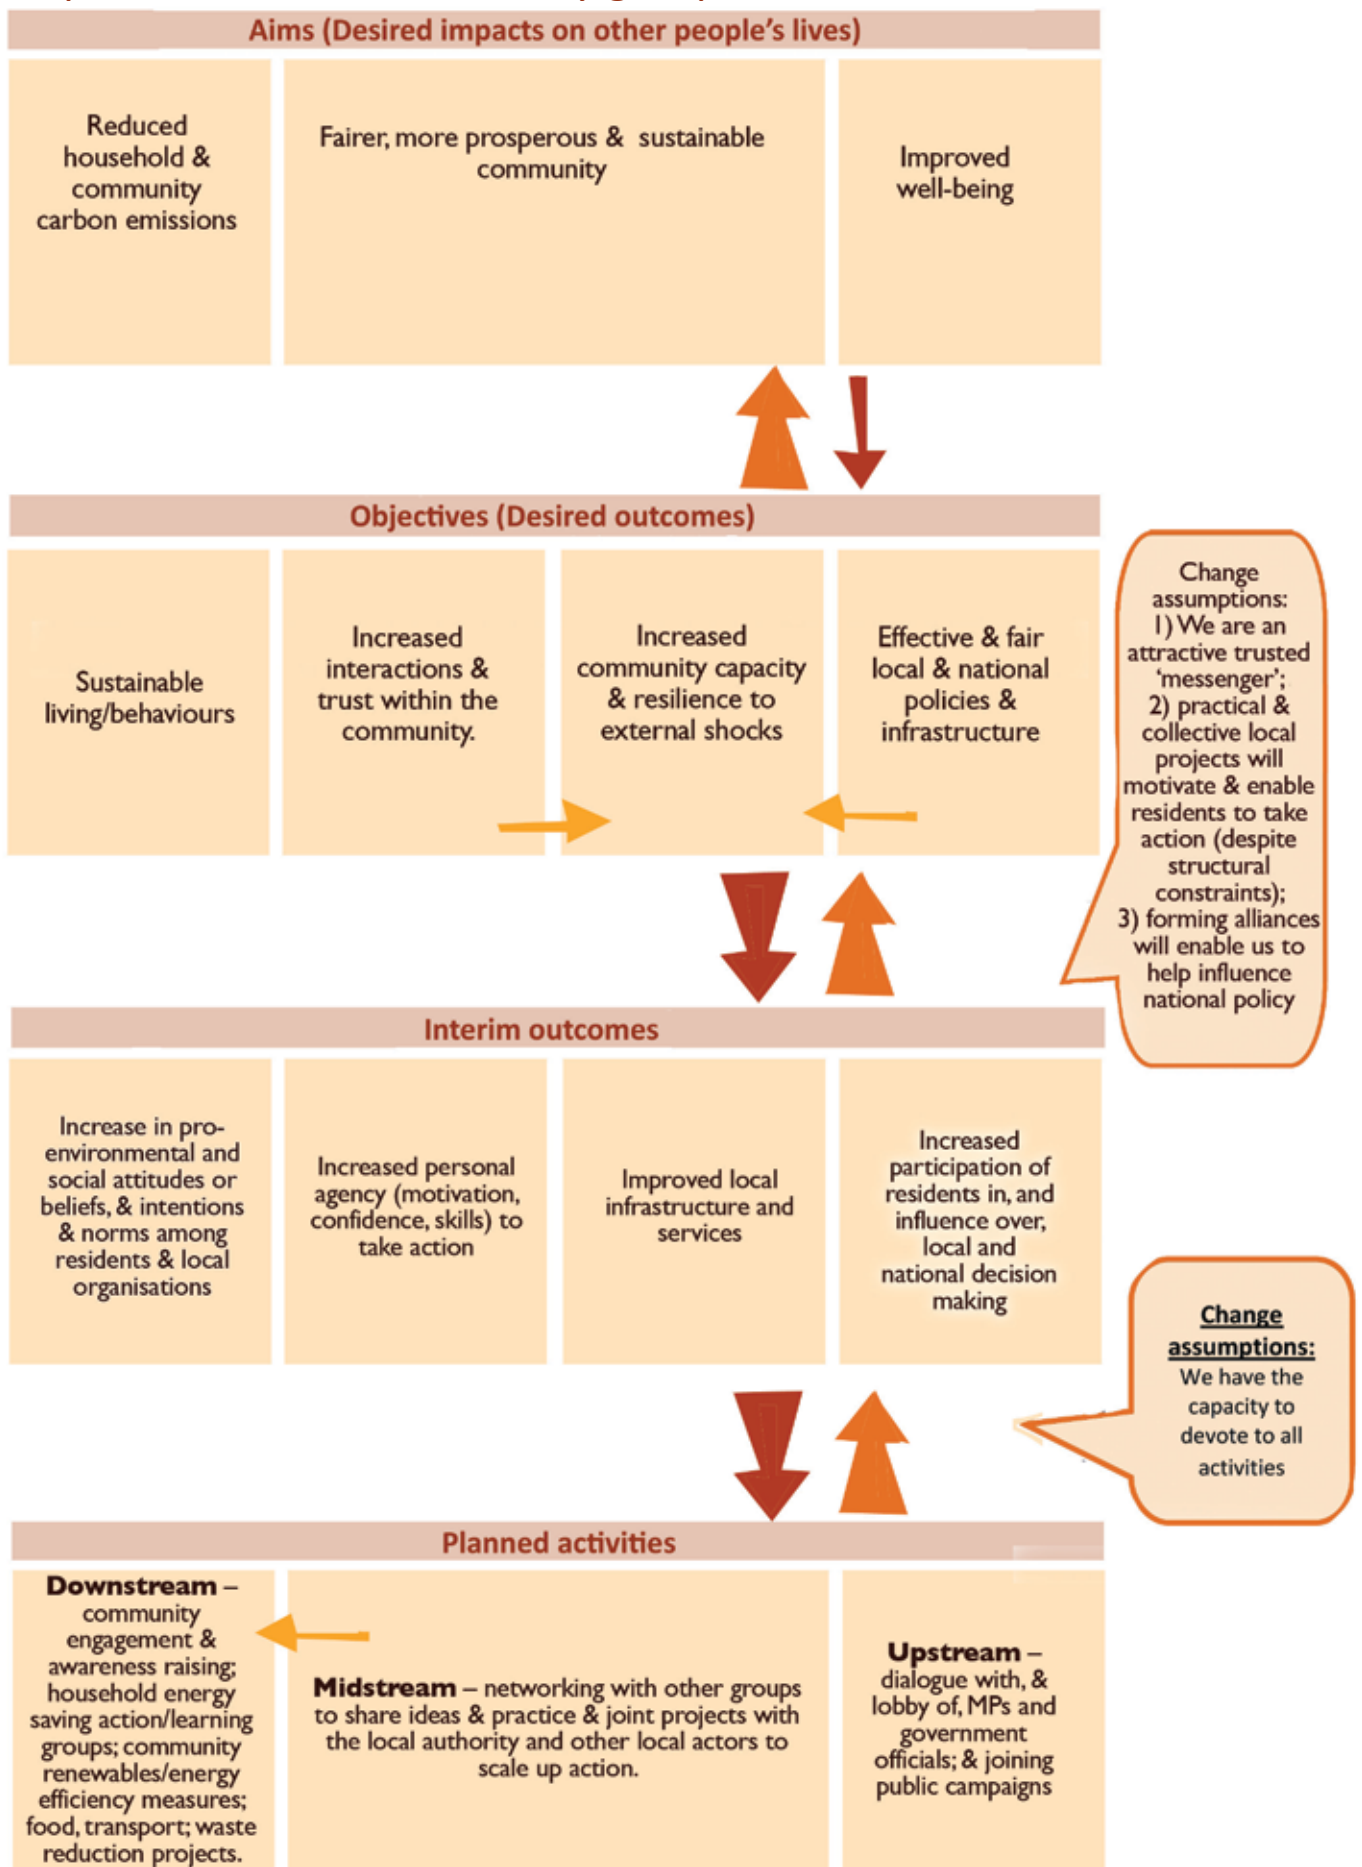 Aims (Desired impacts on other people's lives)
Reduced
household &
community
carbon emissions
Fairer, more prosperous & sustainable
community
Improved
well-being
Objectives (Desired outcomes)
Sustainable
living/behaviours
Increased
interactions &
trust within the
community.
Increased
community capacity
& resilience to
external shocks
Effective & fair
local & national
policies &
infrastructure
Change
assumptions:
1) We are an
attractive trusted
‘messenger’;
2) practical &
collective local
projects will
motivate & enable
residents to take
action (despite
structural
constraints);
3) forming alliances
will enable us to
help influence
national policy
Interim outcomes
Increase in pro-
environmental and
social attitudes or
beliefs, & intentions
& norms among
residents & local
organisations
Increased personal
agency (motivation,
confidence, skills) to
take action
Improved local
infrastructure and
services
Increased
participation of
residents in, and
influence over,
local and
national decision
making
Change
assumptions:
We have the
capacity to
devote to all
activities
Planned activities
Downstream –
community
engagement &
awareness raising;
household energy
saving action/learning
groups; community
renewables/energy
efficiency measures;
food, transport; waste
reduction projects.
Midstream – networking with other groups
to share ideas & practice & joint projects with
the local authority and other local actors to
scale up action.
Upstream –
dialogue with, &
lobby of, MPs and
government
officials; & joining
public campaigns